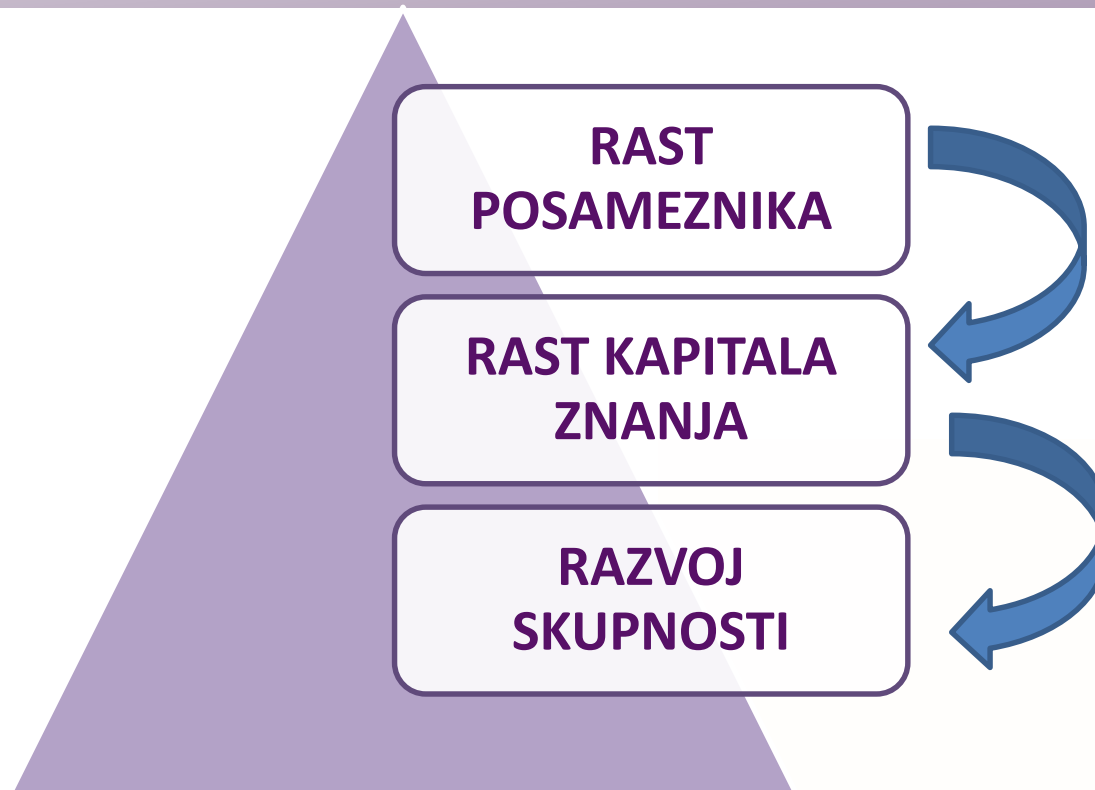 RAST
POSAMEZNIKA
RAST KAPITALA
ZNANJA
RAZVOJ
SKUPNOSTI